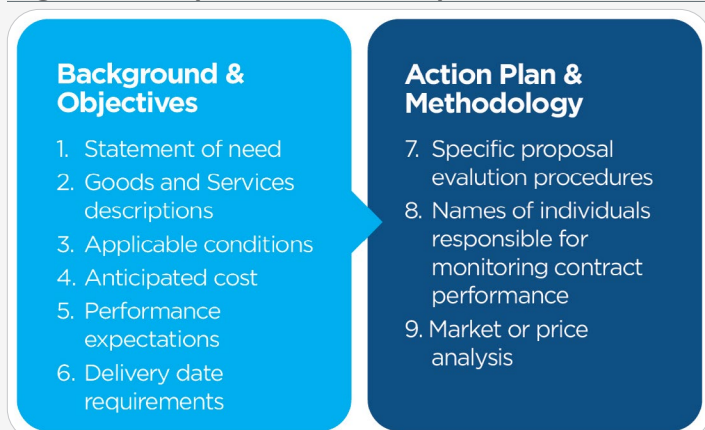 Background &
Objectives
1. Statement of need
2. Goods and Services
descriptions
3. Applicable conditions
4. Anticipated cost
5. Performance
expectations
6. Delivery date
requirements
Action Plan &
Methodology
7. Specific proposal
evalution procedures
8. Names of individuals
responsible for
monitoring contract
performance
9. Market or price
analysis